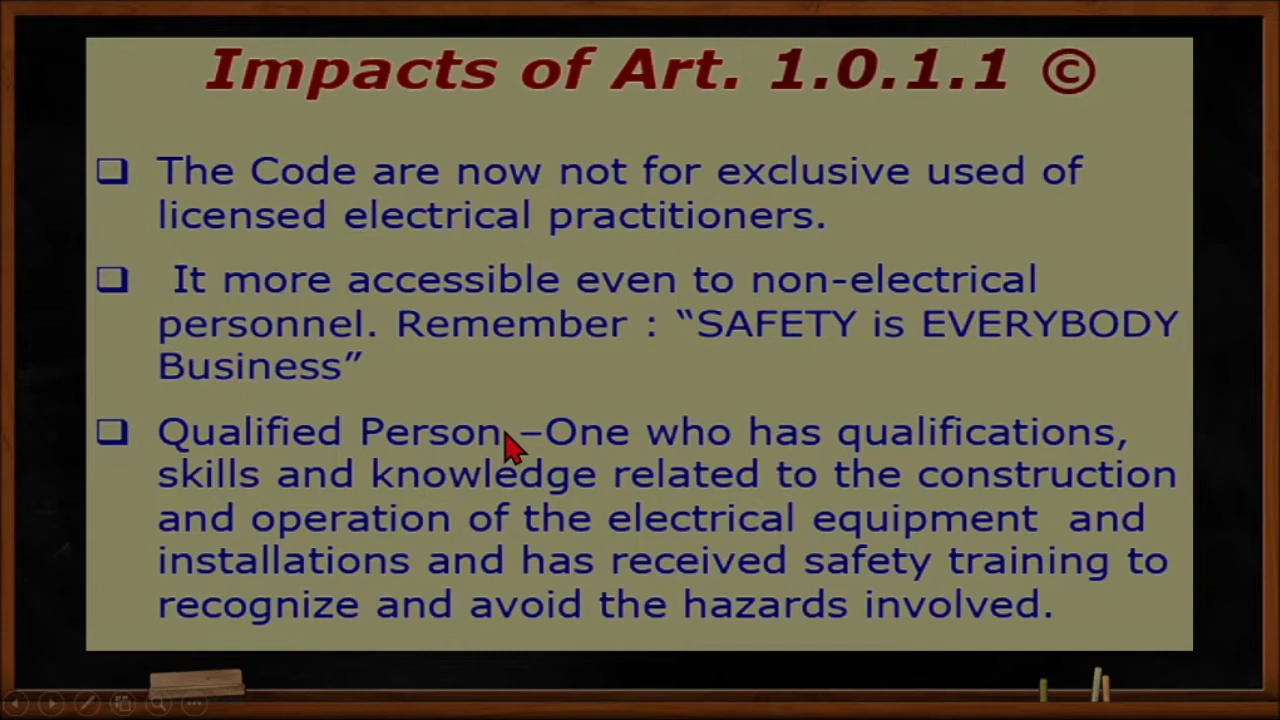 Impacts of Art. 1.0.1.1 ©
❑ The Code are now not for exclusive used of
licensed electrical practitioners.
❑ It more accessible even to non-electrical
personnel. Remember : “SAFETY is EVERYBODY
Business”
❑ Qualified Person –One who has qualifications,
skills and knowledge related to the construction
and operation of the electrical equipment and
installations and has received safety training to
recognize and avoid the hazards involved.